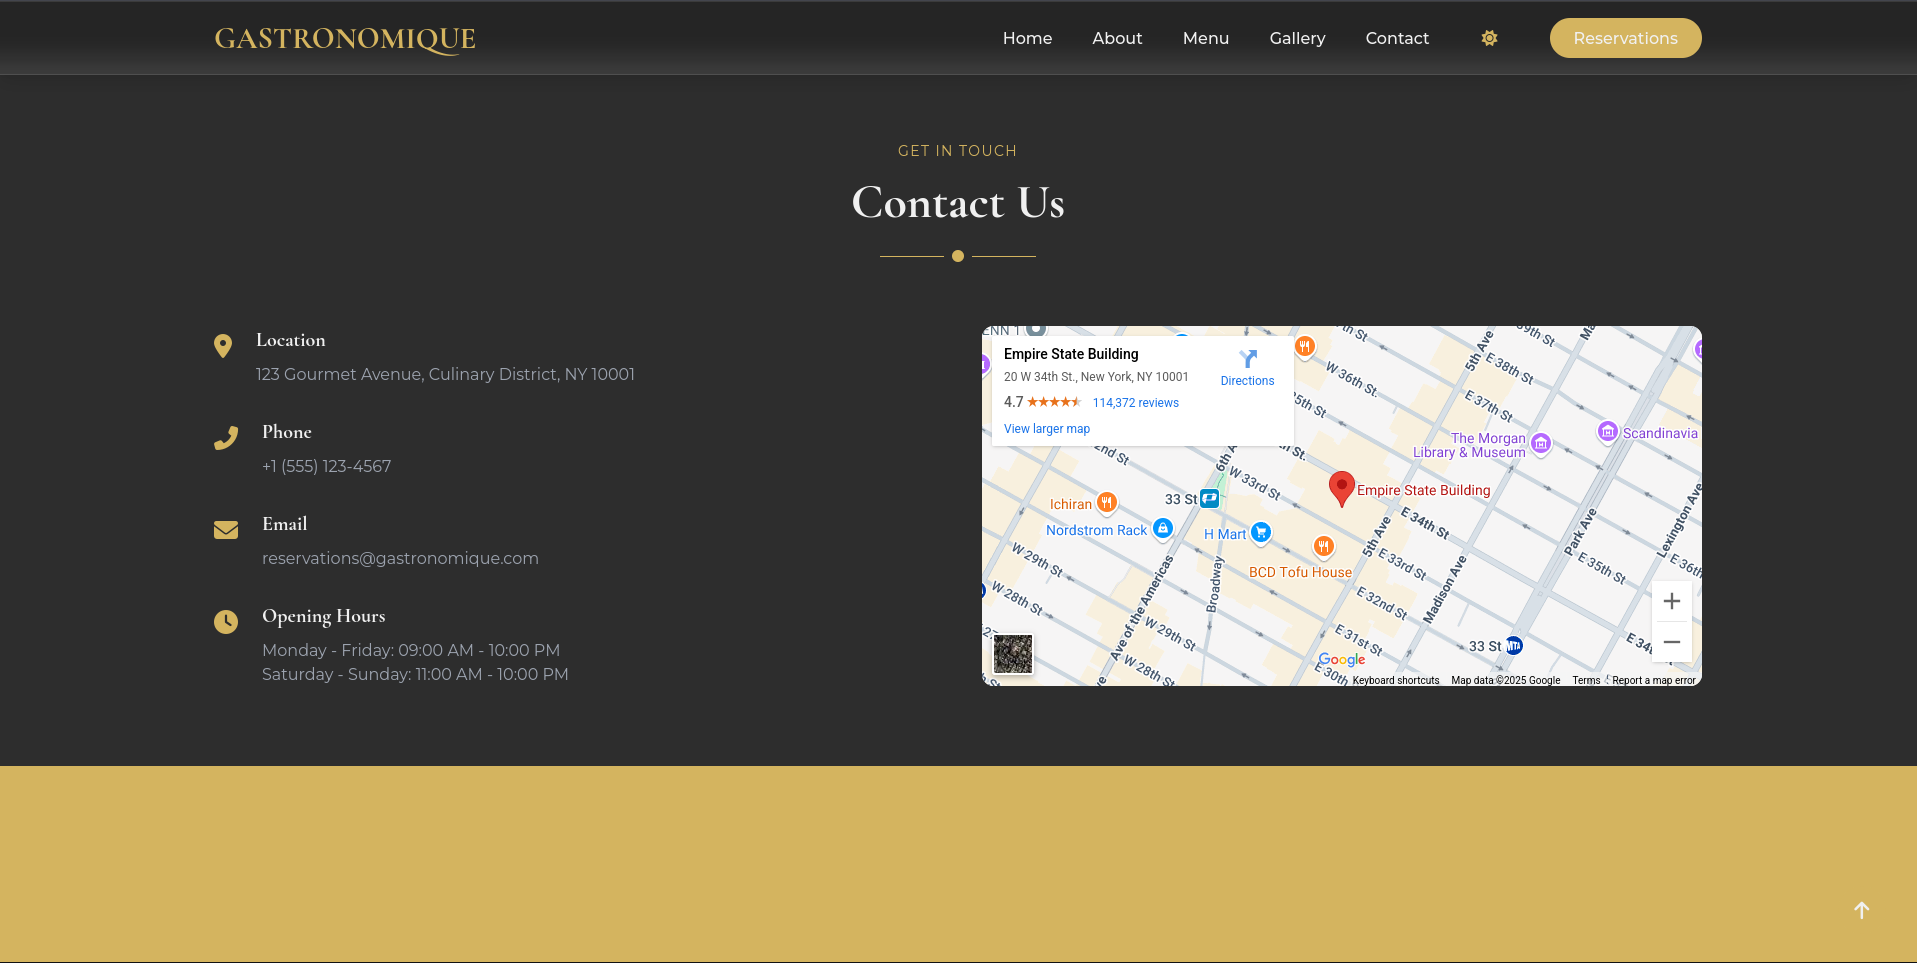 GASTRONOMIQUE
Home
About
Menu
Gallery
Contact
Reservations
GET IN TOUCH
Contact Us
Location
123 Gourmet Avenue, Culinary District, NY 10001
Phone
+1 (555) 123-4567
Email
reservations@gastronomique.com
Opening Hours
Monday - Friday: 09:00 AM - 10:00 PM
Saturday - Sunday: 11:00 AM - 10:00 PM
Empire State Building
20 W 34th St., New York, NY 10001
Directions
4.7
114,372 reviews
View larger map
W 36th St.
5th Ave
E 38th St
E 37th St
The Morgan
Library & Museum
Scandinavia
W 33rd St
Empire State Building
Ichiran
33 St
Nordstrom Rack
H Mart
BCD Tofu House
E 34th St
5th Ave
E 33rd St
Park Ave
Lexington Ave
E 35th St
W 29th St
W 28th St
Ave of the Americas
Broadway
Madison Ave
E 32nd St
E 31st St
W 29th St
W 28th St
33 St
MTA
Google
Keyboard shortcuts
Map data ©2025 Google
Terms
Report a map error